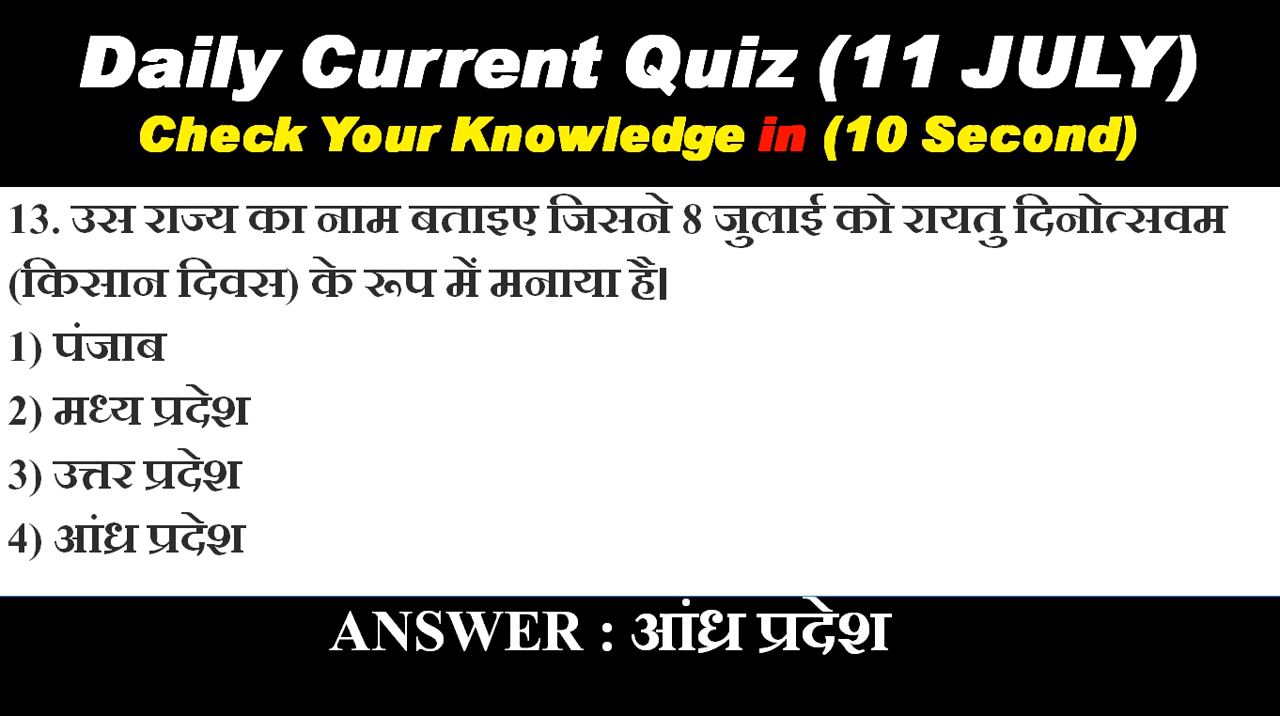 Daily Current Quiz (11 JULY)
Check Your Knowledge in (10 Second)
13. उस राज्य का नाम बताइए जिसने 8 जुलाई को रायतु दिनोत्सवम
(किसान दिवस) के रूप में मनाया है।
1) पंजाब
2) मध्य प्रदेश
3) उत्तर प्रदेश
4) आंध्र प्रदेश
ANSWER : आंध्र प्रदेश